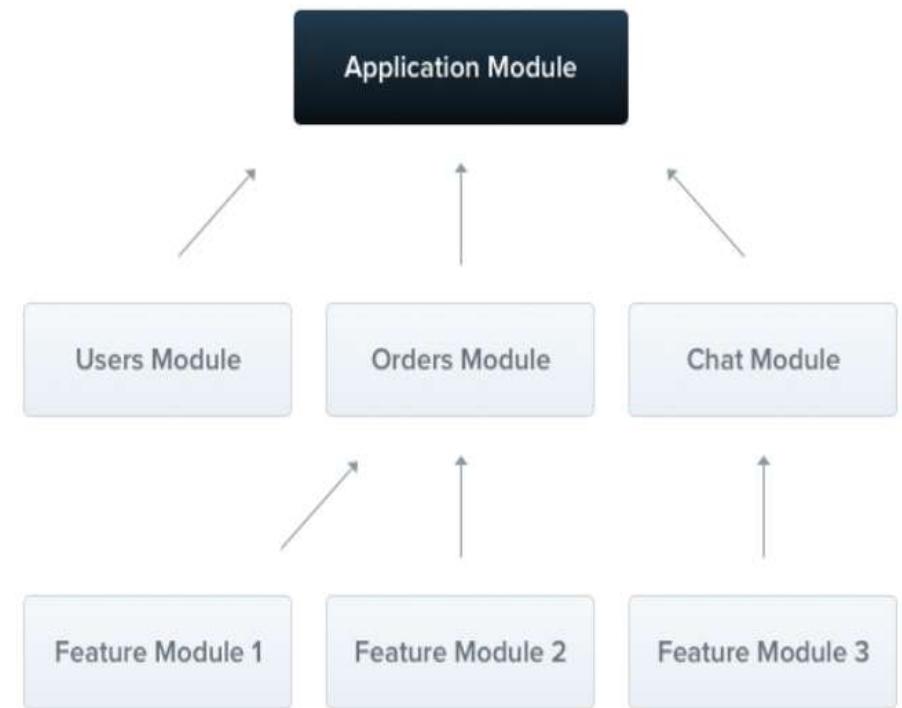 Application Module
Users Module
Orders Module
Chat Module
Feature Module 1
Feature Module 2
Feature Module 3